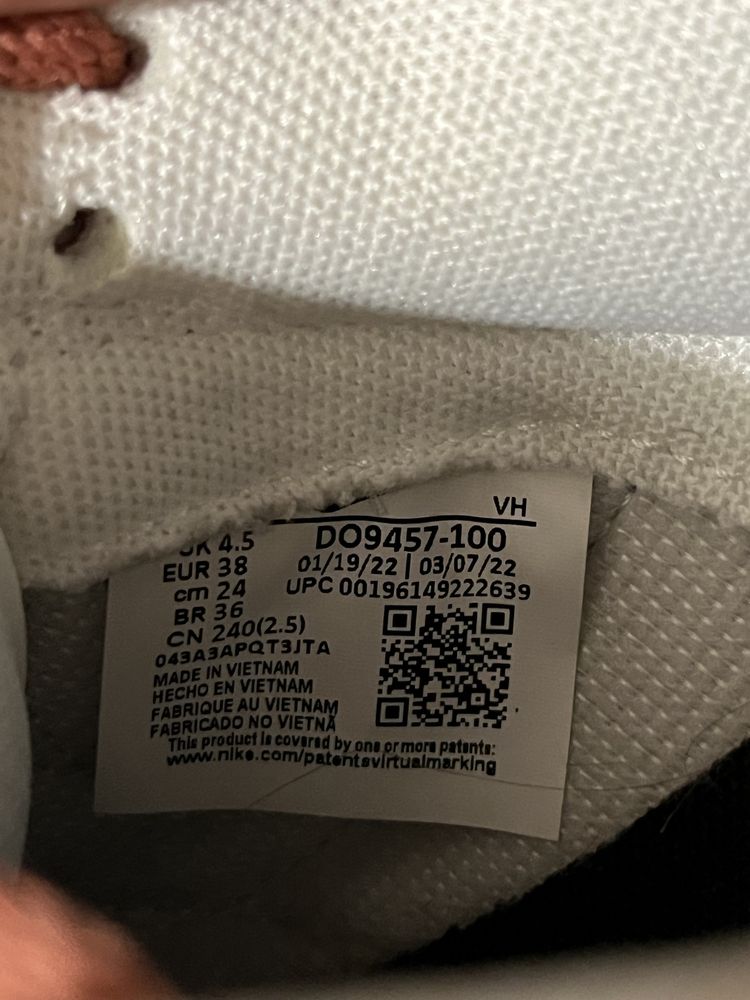 VH
UK 4.5
DO9457-100
EUR 38
01/19/22 | 03/07/22
cm 24
UPC 00196149222639
BR 36
CN 240(2.5)
043A3APQT3JTA
MADE IN VIETNAM
HECHO EN VIETNAM
FABRIQUE AU VIETNAM
FABRICADO NO VIETNÃ
This product is covered by one or more patents:
www.nike.com/patentsvirtualmarking